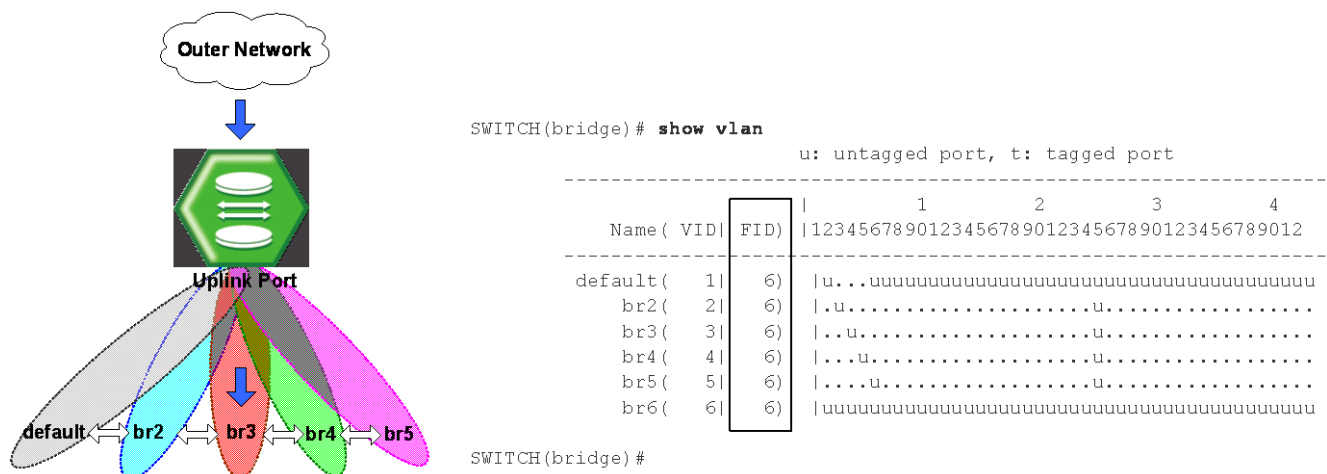 Outer Network
Uplink Port
default br2 br3 br4 br5
SWITCH(bridge)# show vlan
u: untagged port, t: tagged port
------------------------------------------------------------------
| 1 2 3 4
Name( VID| FID) |123456789012345678901234567890123456789012
------------------------------------------------------------------
default( 1| 6) |u...uuuuuuuuuuuuuuuuuuuuuuuuuuuuuuuuuuuuuu
br2( 2| 6) |.u.....................u..................
br3( 3| 6) |..u....................u..................
br4( 4| 6) |...u...................u..................
br5( 5| 6) |....u..................u..................
br6( 6| 6) |uuuuuuuuuuuuuuuuuuuuuuuuuuuuuuuuuuuuuuuuuu
SWITCH(bridge)#